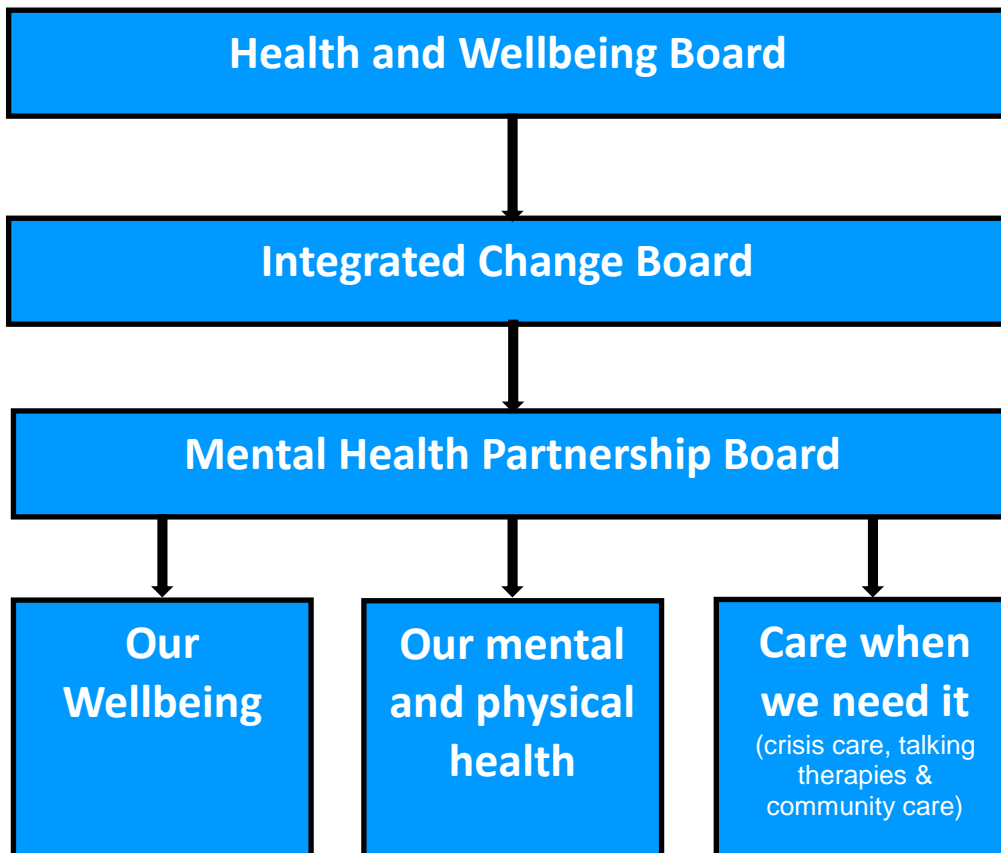 Health and Wellbeing Board
Integrated Change Board
Mental Health Partnership Board
Our
Wellbeing
Our mental
and physical
health
Care when
we need it
(crisis care, talking
therapies &
community care)